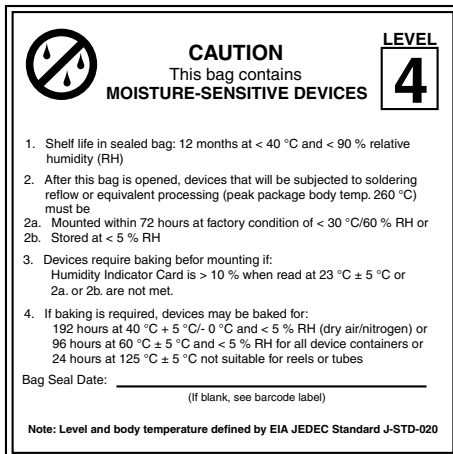 LEVEL
CAUTION
This bag contains
MOISTURE-SENSITIVE DEVICES
4
1. Shelf life in sealed bag: 12 months at < 40 °C and < 90 % relative
humidity (RH)
2. After this bag is opened, devices that will be subjected to soldering
reflow or equivalent processing (peak package body temp. 260 °C)
must be
2a. Mounted within 72 hours at factory condition of < 30 °C/60 % RH or
2b. Stored at < 5 % RH
3. Devices require baking befor mounting if:
Humidity Indicator Card is > 10 % when read at 23 °C ± 5 °C or
2a. or 2b. are not met.
4. If baking is required, devices may be baked for:
192 hours at 40 °C + 5 °C/- 0 °C and < 5 % RH (dry air/nitrogen) or
96 hours at 60 °C ± 5 °C and < 5 % RH for all device containers or
24 hours at 125 °C ± 5 °C not suitable for reels or tubes
Bag Seal Date:
(If blank, see barcode label)
Note: Level and body temperature defined by EIA JEDEC Standard J-STD-020